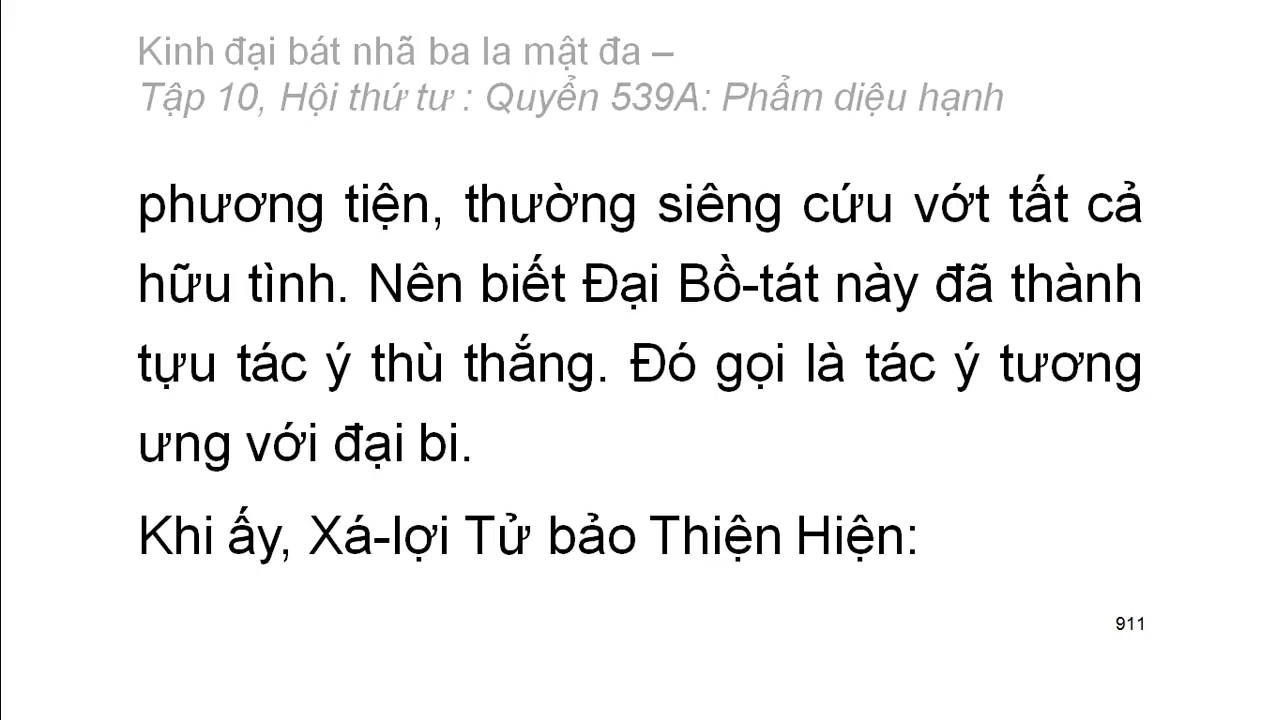 Kinh đại bát nhã ba la mật đa –
Tập 10, Hội thứ tư : Quyển 539A: Phẩm diệu hạnh
phương tiện, thường siêng cứu vớt tất cả
hữu tình. Nên biết Đại Bồ-tát này đã thành
tựu tác ý thù thắng. Đó gọi là tác ý tương
ưng với đại bi.
Khi ấy, Xá-lợi Tử bảo Thiện Hiện:
911